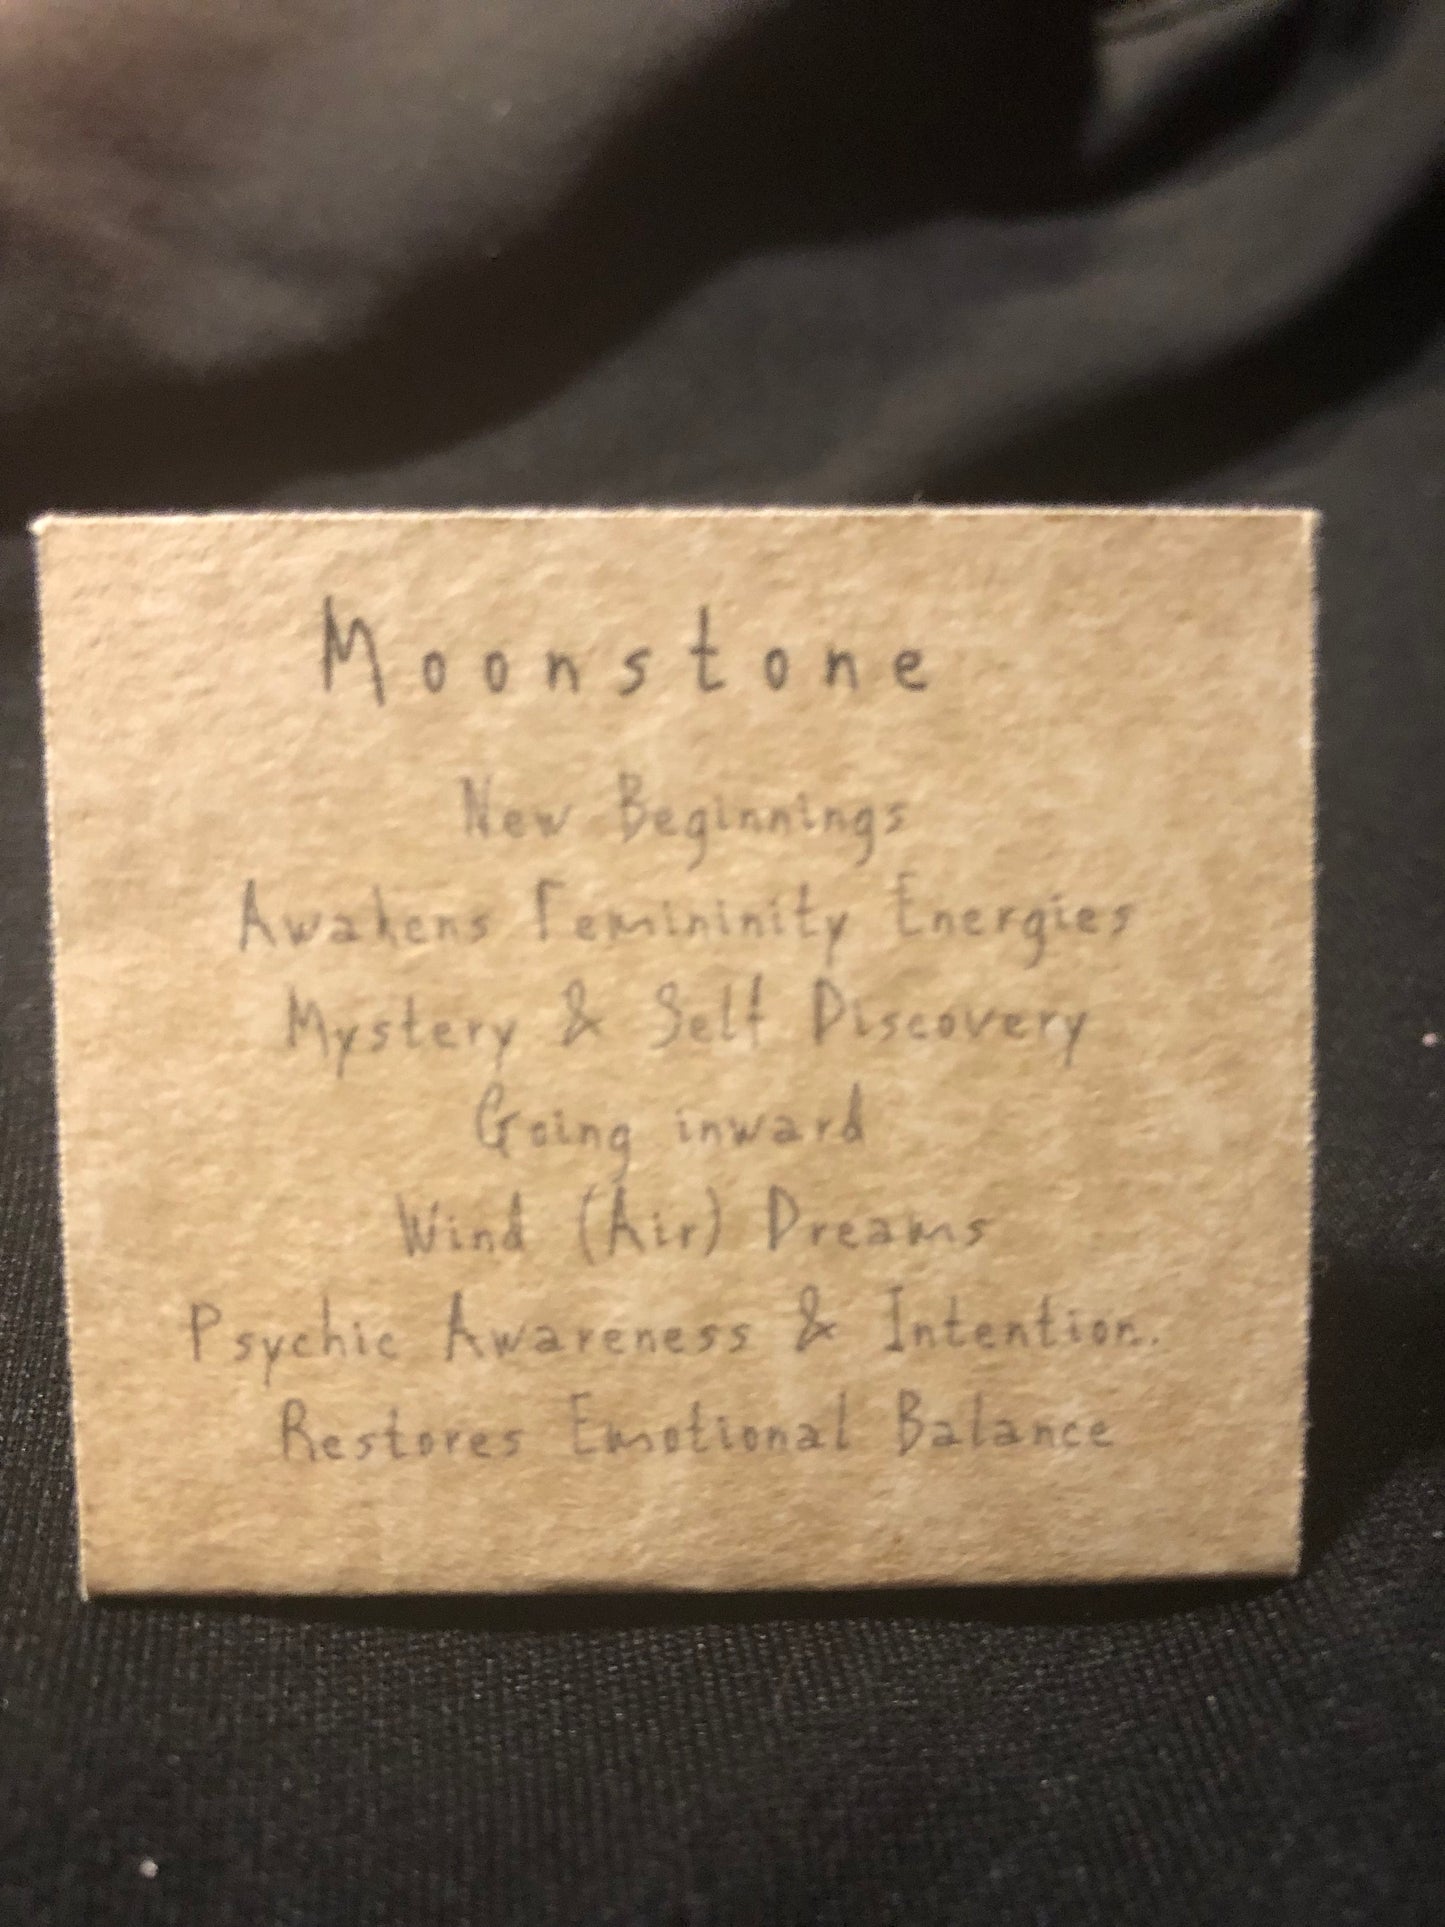 Moonstone
New Beginnings
Awakens Femininity Energies
Mystery & Self Discovery
Going inward
Wind (Air) Dreams
Psychic Awareness & Intention.
Restores Emotional Balance